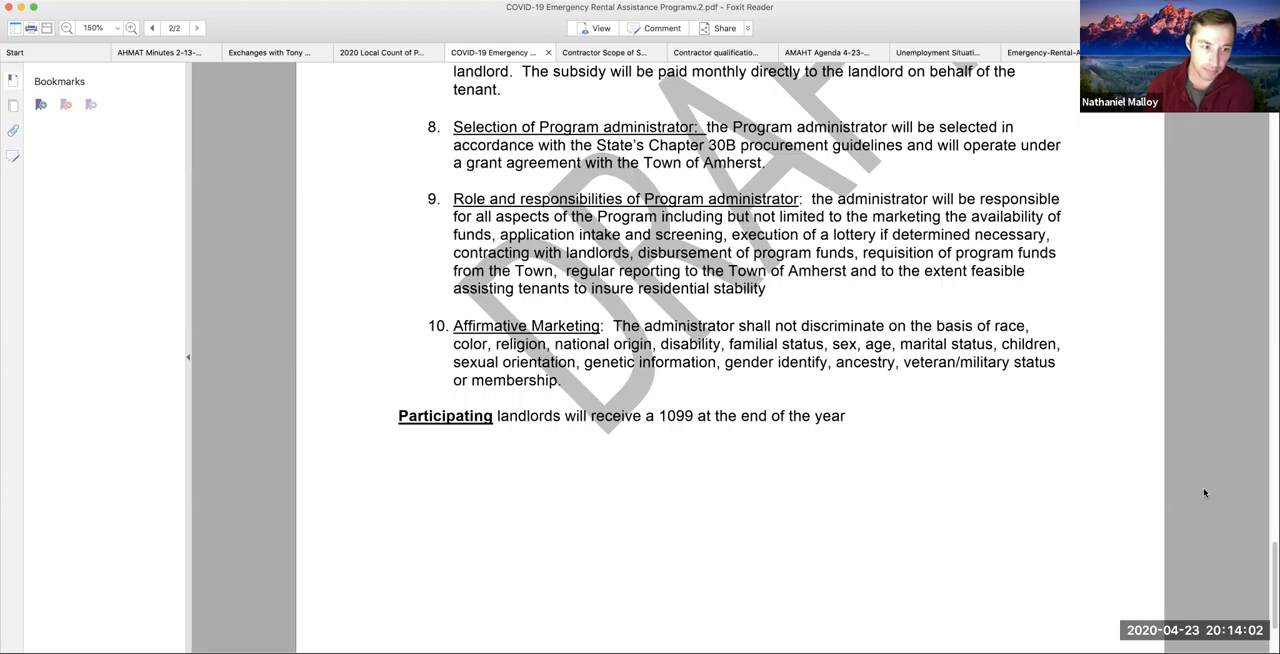 COVID-19 Emergency Rental Assistance Programv.2.pdf - Foxit Reader
150%
2/2
View
Comment
Share
Start
AHMAT Minutes 2-13-...
Exchanges with Tony ...
2020 Local Count of P...
COVID-19 Emergency ...
Contractor Scope of S...
Contractor qualificatio...
AMAHT Agenda 4-23-...
Unemployment Situati...
Emergency-Rental-A
Bookmarks
Nathaniel Malloy
landlord. The subsidy will be paid monthly directly to the landlord on behalf of the
tenant.
8. Selection of Program administrator: the Program administrator will be selected in
accordance with the State's Chapter 30B procurement guidelines and will operate under
a grant agreement with the Town of Amherst.
9. Role and responsibilities of Program administrator: the administrator will be responsible
for all aspects of the Program including but not limited to the marketing the availability of
funds, application intake and screening, execution of a lottery if determined necessary,
contracting with landlords, disbursement of program funds, requisition of program funds
from the Town, regular reporting to the Town of Amherst and to the extent feasible
assisting tenants to insure residential stability
10. Affirmative Marketing: The administrator shall not discriminate on the basis of race,
color, religion, national origin, disability, familial status, sex, age, marital status, children,
sexual orientation, genetic information, gender identify, ancestry, veteran/military status
or membership.
Participating landlords will receive a 1099 at the end of the year
DRAF
2020-04-23 20:14:02